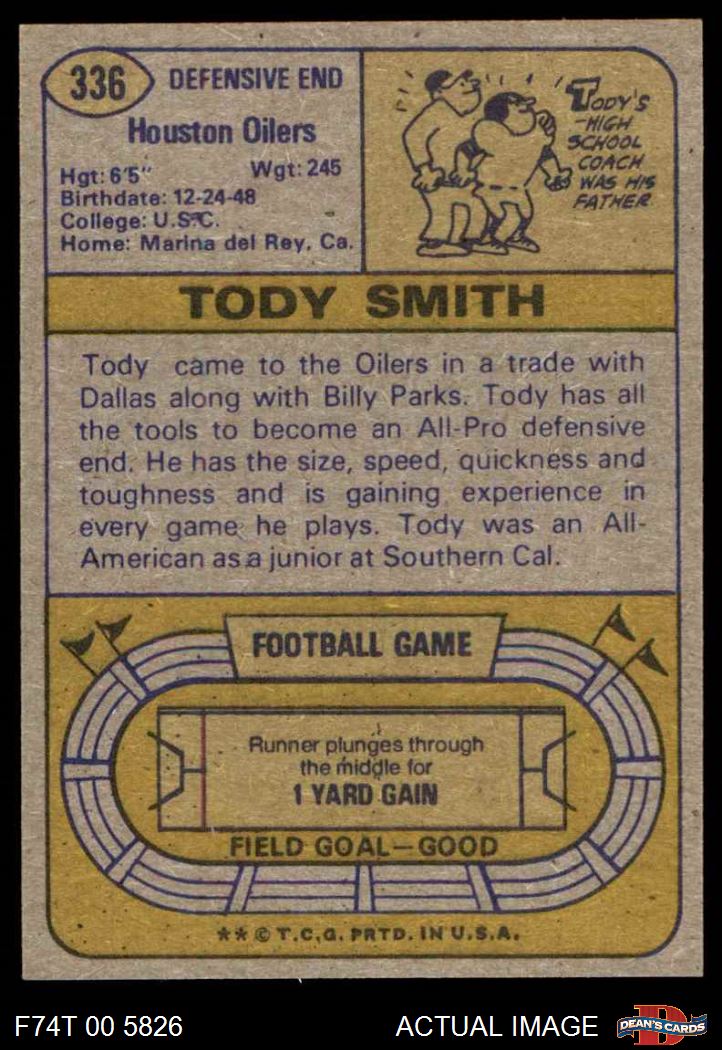 336
DEFENSIVE END
Houston Oilers
Hgt: 6'5"
Wgt: 245
Birthdate: 12-24-48
College: U.S.C.
Home: Marina del Rey, Ca.
TODY'S
HIGH
SCHOOL
COACH
WAS HIS
FATHER
TODY SMITH
Tody came to the Oilers in a trade with
Dallas along with Billy Parks. Tody has all
the tools to become an All-Pro defensive
end. He has the size, speed, quickness and
toughness and is gaining experience in
every game he plays. Tody was an All-
American as a junior at Southern Cal.
FOOTBALL GAME
Runner plunges through
the middle for
1 YARD GAIN
FIELD GOAL—GOOD
** © T.C.G. PRTD. IN U.S.A.
F74T 00 5826
ACTUAL IMAGE
D
DEAN'S CARDS